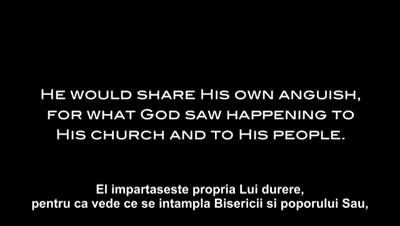 HE WOULD SHARE HIS OWN ANGUISH,
FOR WHAT GOD SAW HAPPENING TO
HIS CHURCH AND TO HIS PEOPLE.
El impartaseste propria Lui durere,
pentru ca vede ce se intampla Bisericii si poporului Sau,